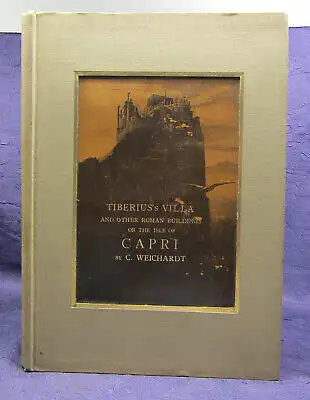 TIBERIUS's VILLA
AND OTHER ROMAN BUILDINGS
ON THE ISLE OF
CAPRI
BY C. WEICHARDT